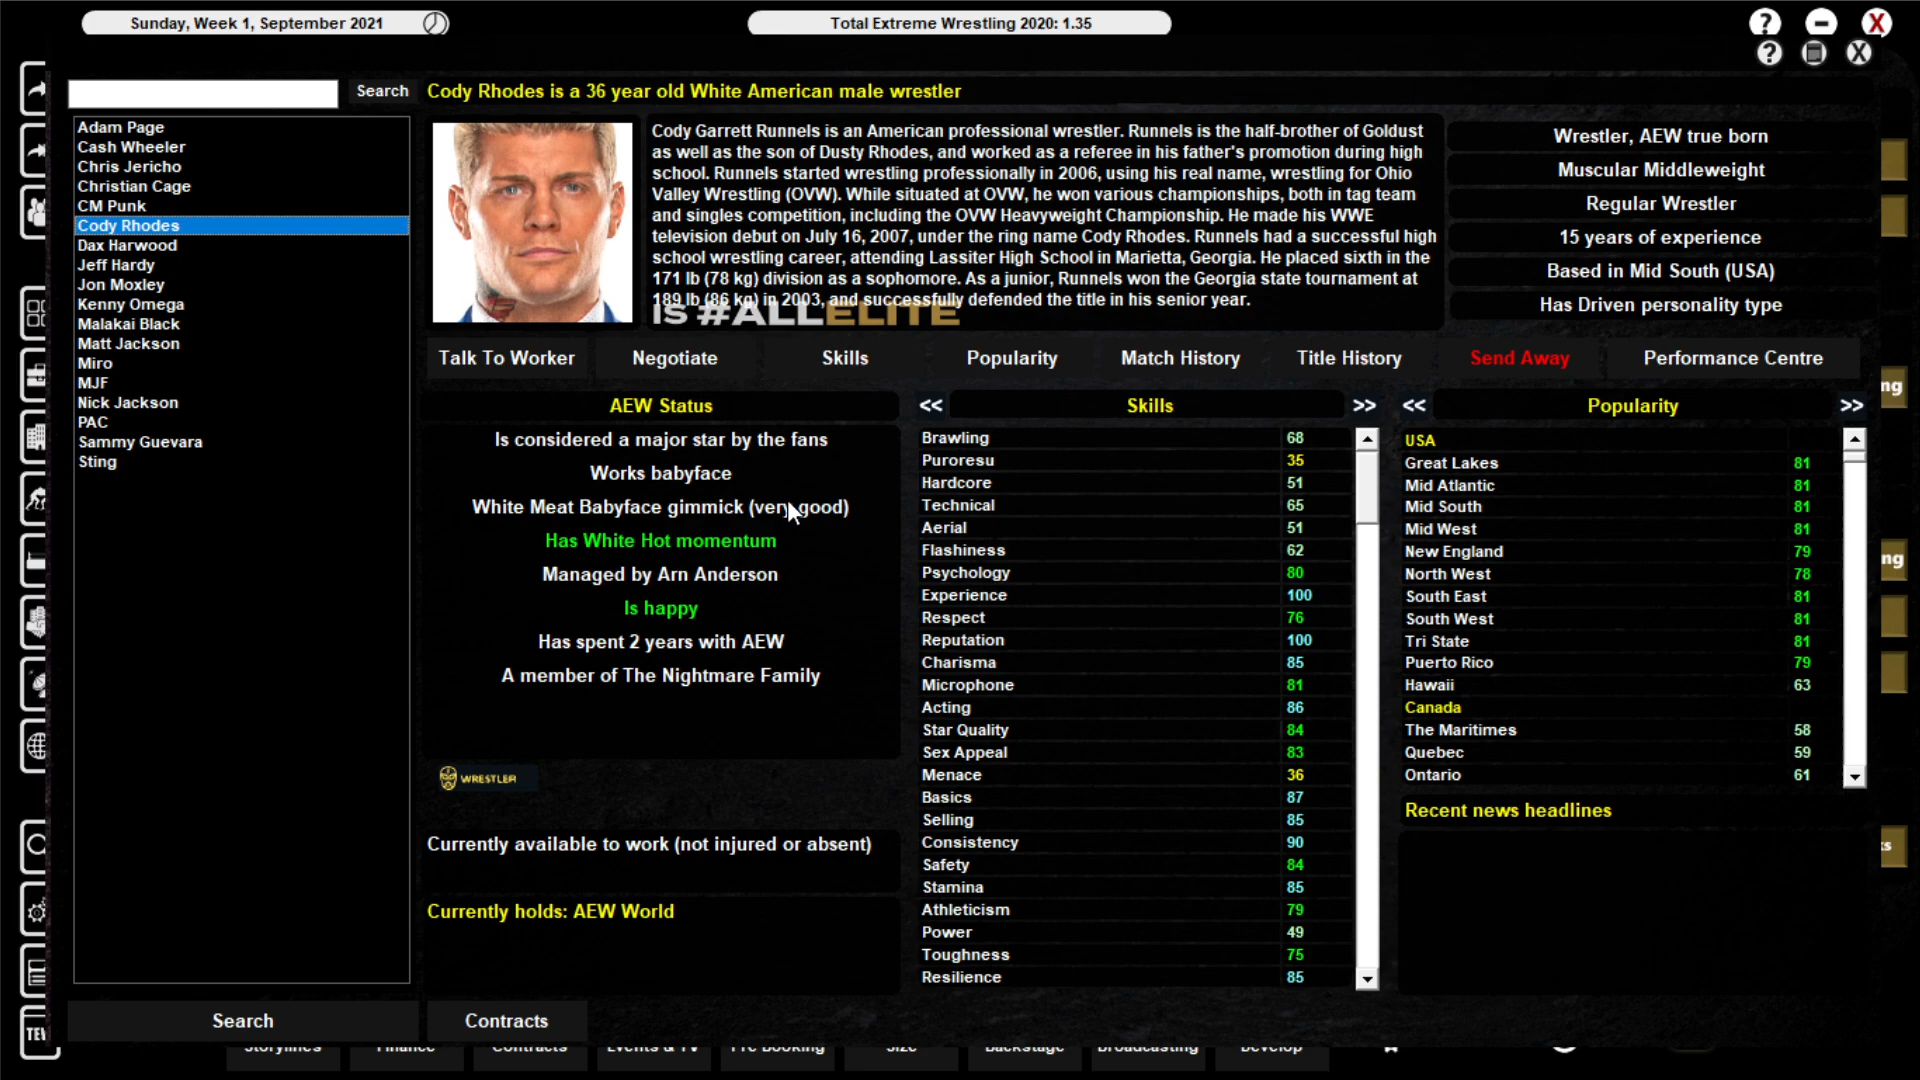 Sunday, Week 1, September 2021
Total Extreme Wrestling 2020: 1.35
Search
Cody Rhodes is a 36 year old White American male wrestler
Adam Page
Cash Wheeler
Chris Jericho
Christian Cage
CM Punk
Cody Rhodes
Dax Harwood
Jeff Hardy
Jon Moxley
Kenny Omega
Malakai Black
Matt Jackson
Miro
MJF
Nick Jackson
PAC
Sammy Guevara
Sting
Cody Garrett Runnels is an American professional wrestler. Runnels is the half-brother of Goldust
as well as the son of Dusty Rhodes, and worked as a referee in his father's promotion during high
school. Runnels started wrestling professionally in 2006, using his real name, wrestling for Ohio
Valley Wrestling (OVW). While situated at OVW, he won various championships, both in tag team
and singles competition, including the OVW Heavyweight Championship. He made his WWE
television debut on July 16, 2007, under the ring name Cody Rhodes. Runnels had a successful high
school wrestling career, attending Lassiter High School in Marietta, Georgia. He placed sixth in the
171 lb (78 kg) division as a sophomore. As a junior, Runnels won the Georgia state tournament at
189 lb (86 kg) in 2003, and successfully defended the title in his senior year.
IS #ALLELITE
Wrestler, AEW true born
Muscular Middleweight
Regular Wrestler
15 years of experience
Based in Mid South (USA)
Has Driven personality type
Talk To Worker
Negotiate
Skills
Popularity
Match History
Title History
Send Away
Performance Centre
AEW Status
Is considered a major star by the fans
Works babyface
White Meat Babyface gimmick (very good)
Has White Hot momentum
Managed by Arn Anderson
Is happy
Has spent 2 years with AEW
A member of The Nightmare Family
WRESTLER
Currently available to work (not injured or absent)
Currently holds: AEW World
<< Skills >>
Brawling 68
Puroresu 35
Hardcore 51
Technical 65
Aerial 51
Flashiness 62
Psychology 80
Experience 100
Respect 76
Reputation 100
Charisma 85
Microphone 81
Acting 86
Star Quality 84
Sex Appeal 83
Menace 36
Basics 87
Selling 85
Consistency 90
Safety 84
Stamina 85
Athleticism 79
Power 49
Toughness 75
Resilience 85
<< Popularity >>
USA
Great Lakes 81
Mid Atlantic 81
Mid South 81
Mid West 81
New England 79
North West 78
South East 81
South West 81
Tri State 81
Puerto Rico 79
Hawaii 63
Canada
The Maritimes 58
Quebec 59
Ontario 61
Recent news headlines
ng
ng
ks
Search
Contracts
TEW
Storylines
Finance
Contracts
Events & TV
Pre Booking
Size
Backstage
Broadcasting
Develop